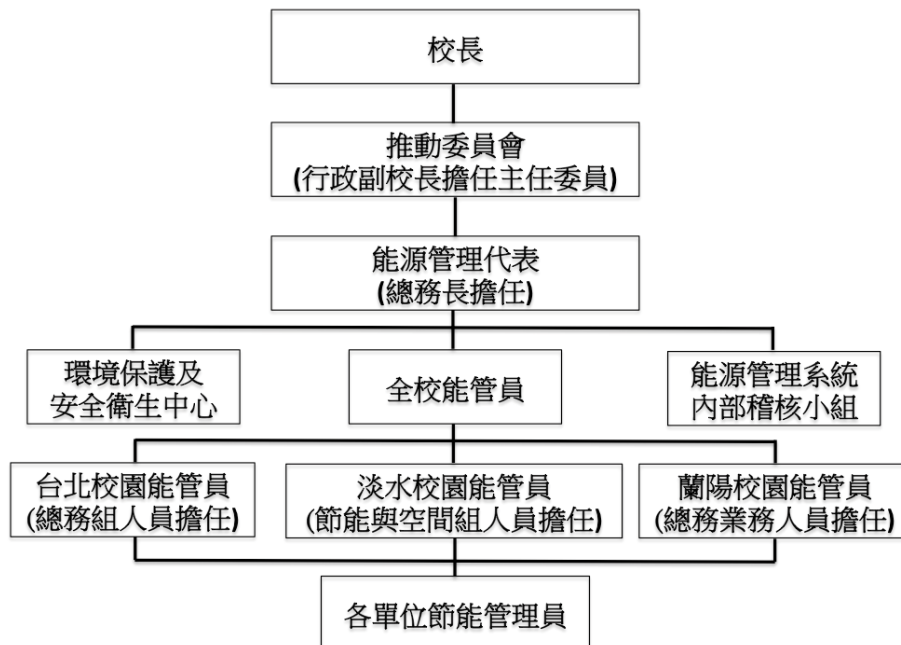 校長
推動委員會
(行政副校長擔任主任委員)
能源管理代表
(總務長擔任)
環境保護及
安全衛生中心
全校能管員
能源管理系統
內部稽核小組
台北校園能管員
(總務組人員擔任)
淡水校園能管員
(節能與空間組人員擔任)
蘭陽校園能管員
(總務業務人員擔任)
各單位節能管理員